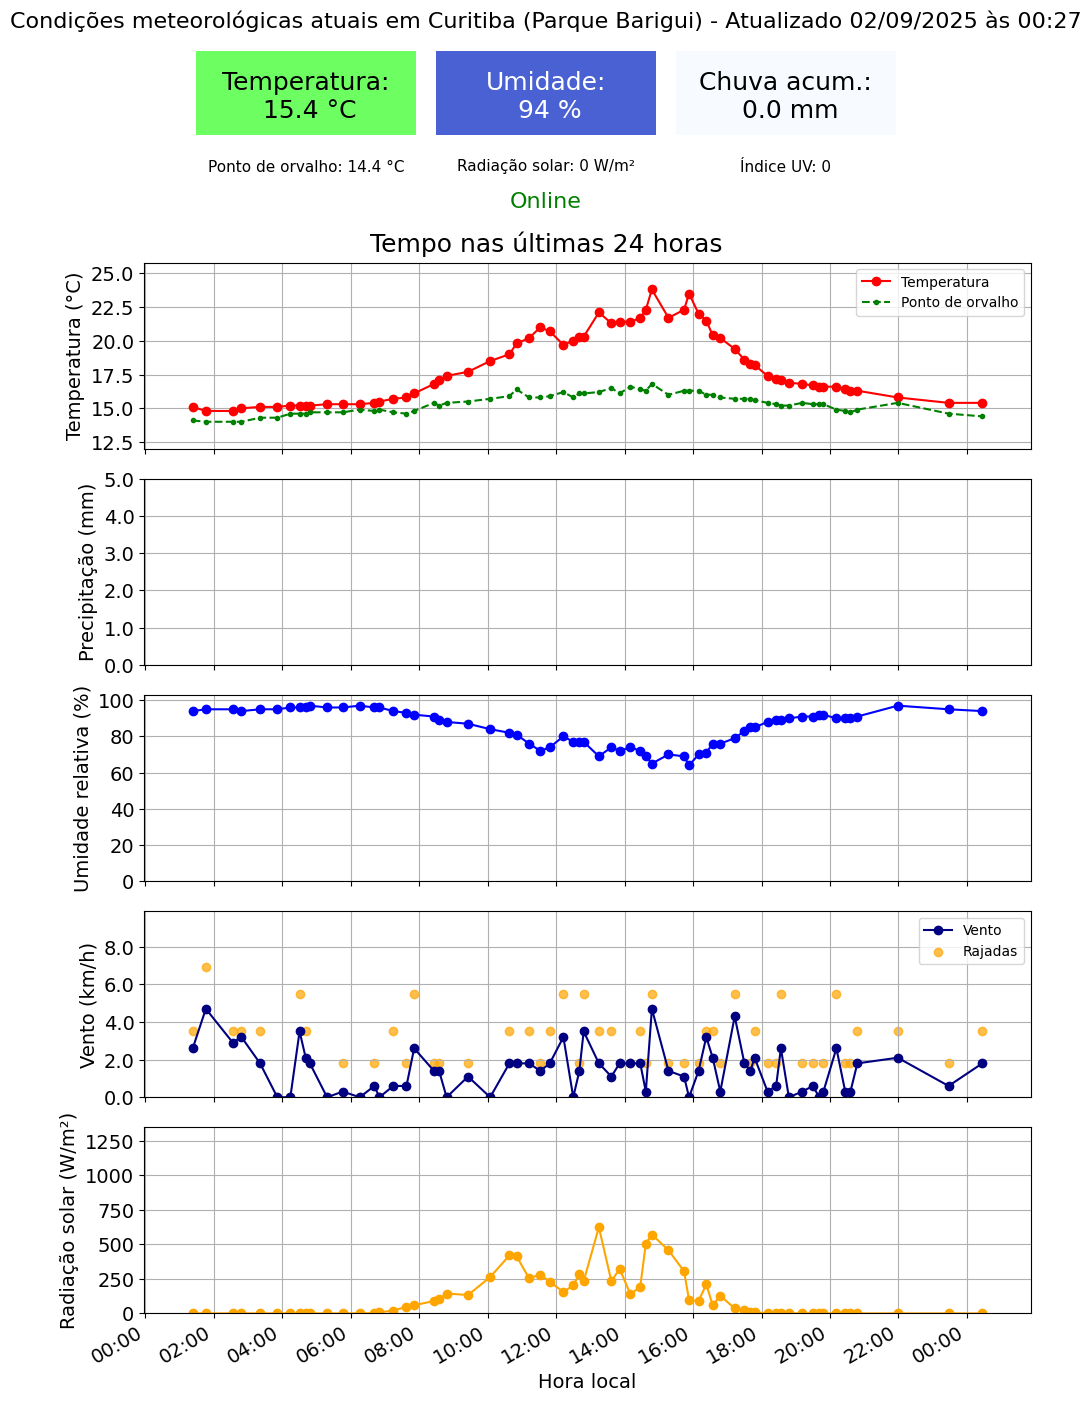 Condições meteorológicas atuais em Curitiba (Parque Barigui) - Atualizado 02/09/2025 às 00:27
Temperatura:
15.4 °C
Umidade:
94 %
Chuva acum.:
0.0 mm
Ponto de orvalho: 14.4 °C
Radiação solar: 0 W/m²
Índice UV: 0
Online
Tempo nas últimas 24 horas
Temperatura (°C)
25.0
22.5
20.0
17.5
15.0
12.5
Temperatura
Ponto de orvalho
Precipitação (mm)
5.0
4.0
3.0
2.0
1.0
0.0
Umidade relativa (%)
100
80
60
40
20
0
Vento (km/h)
8.0
6.0
4.0
2.0
0.0
Vento
Rajadas
Radiação solar (W/m²)
1250
1000
750
500
250
0
00:00 02:00 04:00 06:00 08:00 10:00 12:00 14:00 16:00 18:00 20:00 22:00 00:00
Hora local